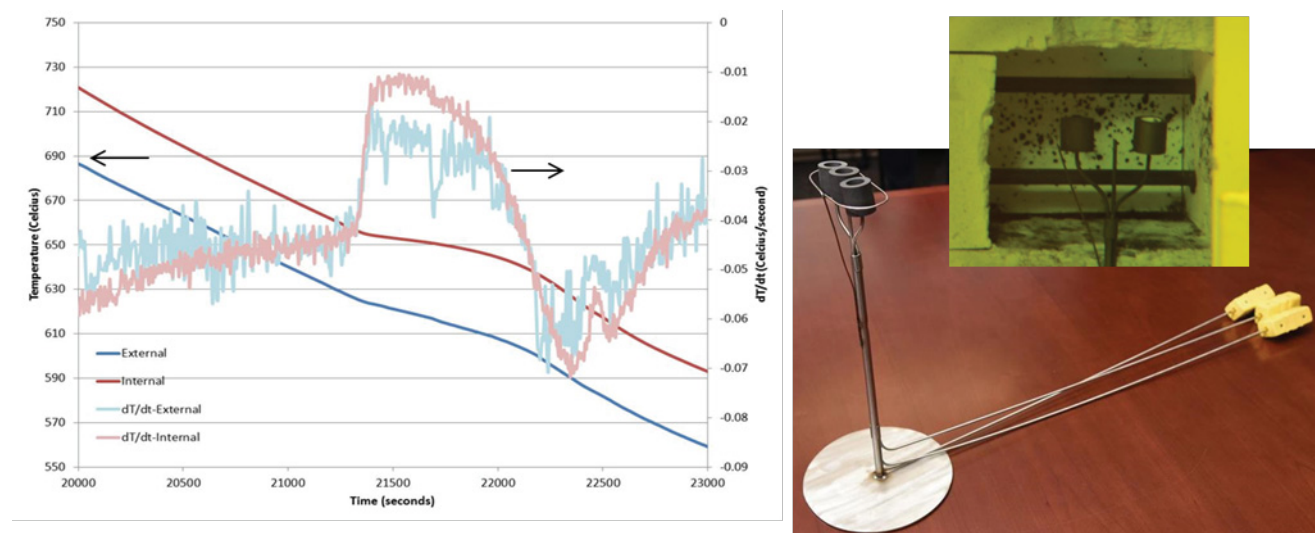 750
730
710
690
670
650
630
610
590
570
550
Temperature (Celcius)
External
Internal
dT/dt-External
dT/dt-Internal
20000 20500 21000 21500 22000 22500 23000
Time (seconds)
0
-0.01
-0.02
-0.03
-0.04
-0.05
-0.06
-0.07
-0.08
-0.09
dT/dt (Celcius/second)